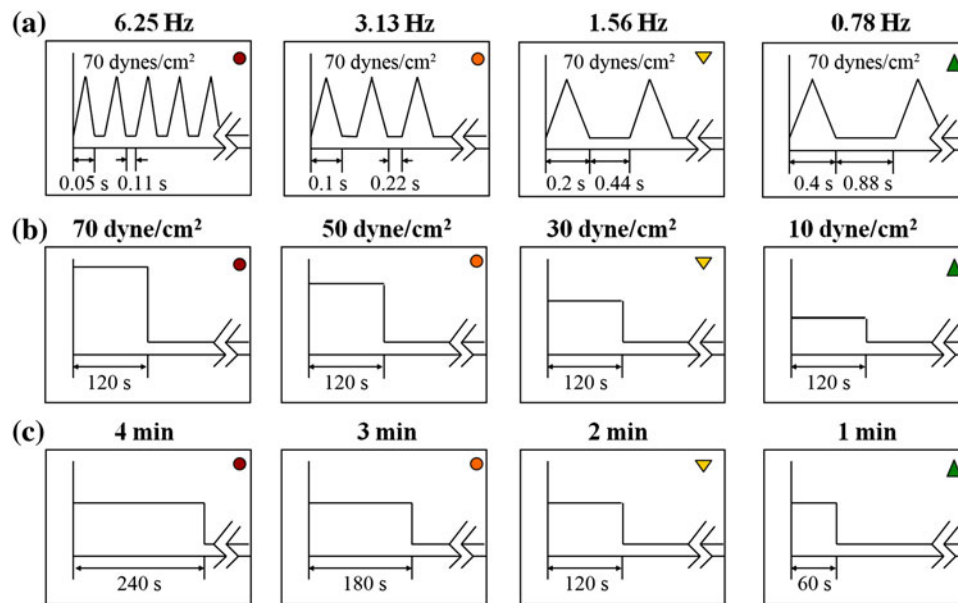 (a)
6.25 Hz 3.13 Hz 1.56 Hz 0.78 Hz
70 dynes/cm² 70 dynes/cm² 70 dynes/cm² 70 dynes/cm²
0.05 s 0.11 s 0.1 s 0.22 s 0.2 s 0.44 s 0.4 s 0.88 s
(b)
70 dyne/cm² 50 dyne/cm² 30 dyne/cm² 10 dyne/cm²
120 s 120 s 120 s 120 s
(c)
4 min 3 min 2 min 1 min
240 s 180 s 120 s 60 s